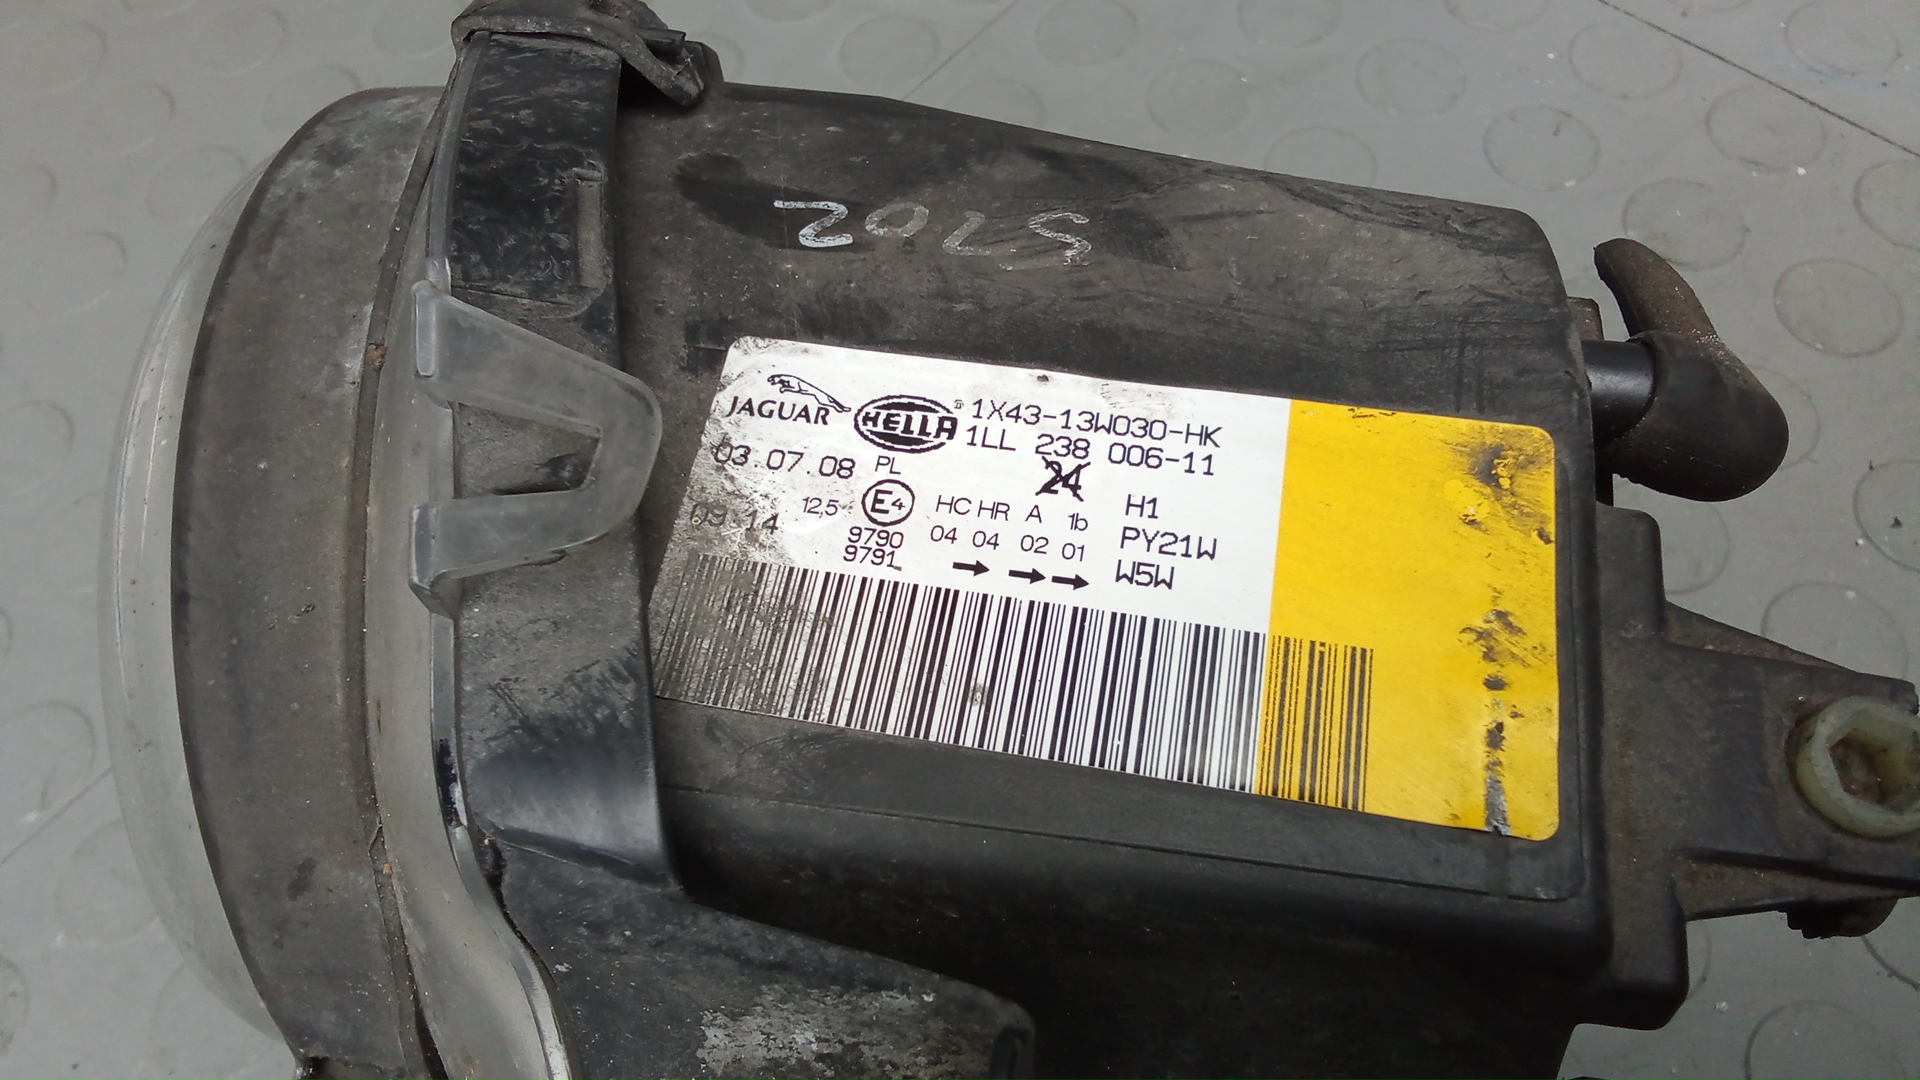 2025
JAGUAR HELLA ® 1X43-13W030-HK
1LL 238 006-11
03.07.08 PL 24 H1
09 14 12,5 E4 HC HR A 1b PY21W
9790 04 04 02 01 W5W
9791